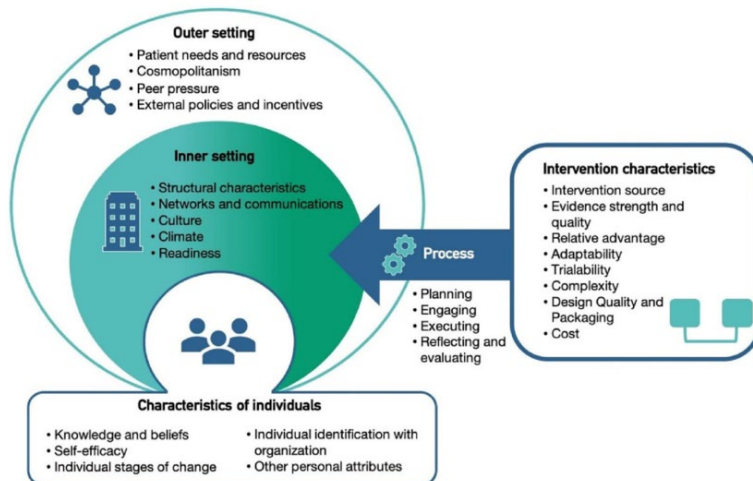 Outer setting
• Patient needs and resources
• Cosmopolitanism
• Peer pressure
• External policies and incentives
Inner setting
• Structural characteristics
• Networks and communications
• Culture
• Climate
• Readiness
Process
• Planning
• Engaging
• Executing
• Reflecting and
evaluating
Intervention characteristics
• Intervention source
• Evidence strength and
quality
• Relative advantage
• Adaptability
• Trialability
• Complexity
• Design Quality and
Packaging
• Cost
Characteristics of individuals
• Knowledge and beliefs
• Self-efficacy
• Individual stages of change
• Individual identification with
organization
• Other personal attributes